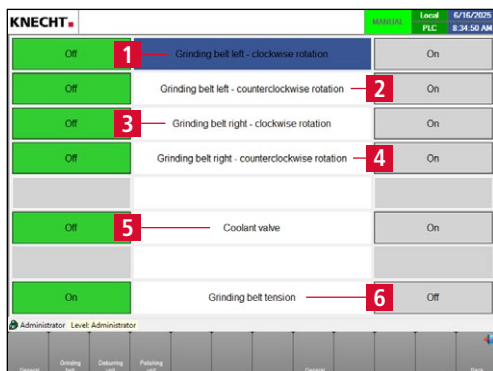 KNECHT
MANUAL
Local 6/16/2025
PLC 8:34:50 AM
Off 1 Grinding belt left - clockwise rotation On
Off Grinding belt left - counterclockwise rotation 2 On
Off 3 Grinding belt right - clockwise rotation On
Off Grinding belt right - counterclockwise rotation 4 On
Off 5 Coolant valve On
On Grinding belt tension 6 Off
Administrator Level: Administrator
General Grinding belt Deburring unit Polishing unit General Back